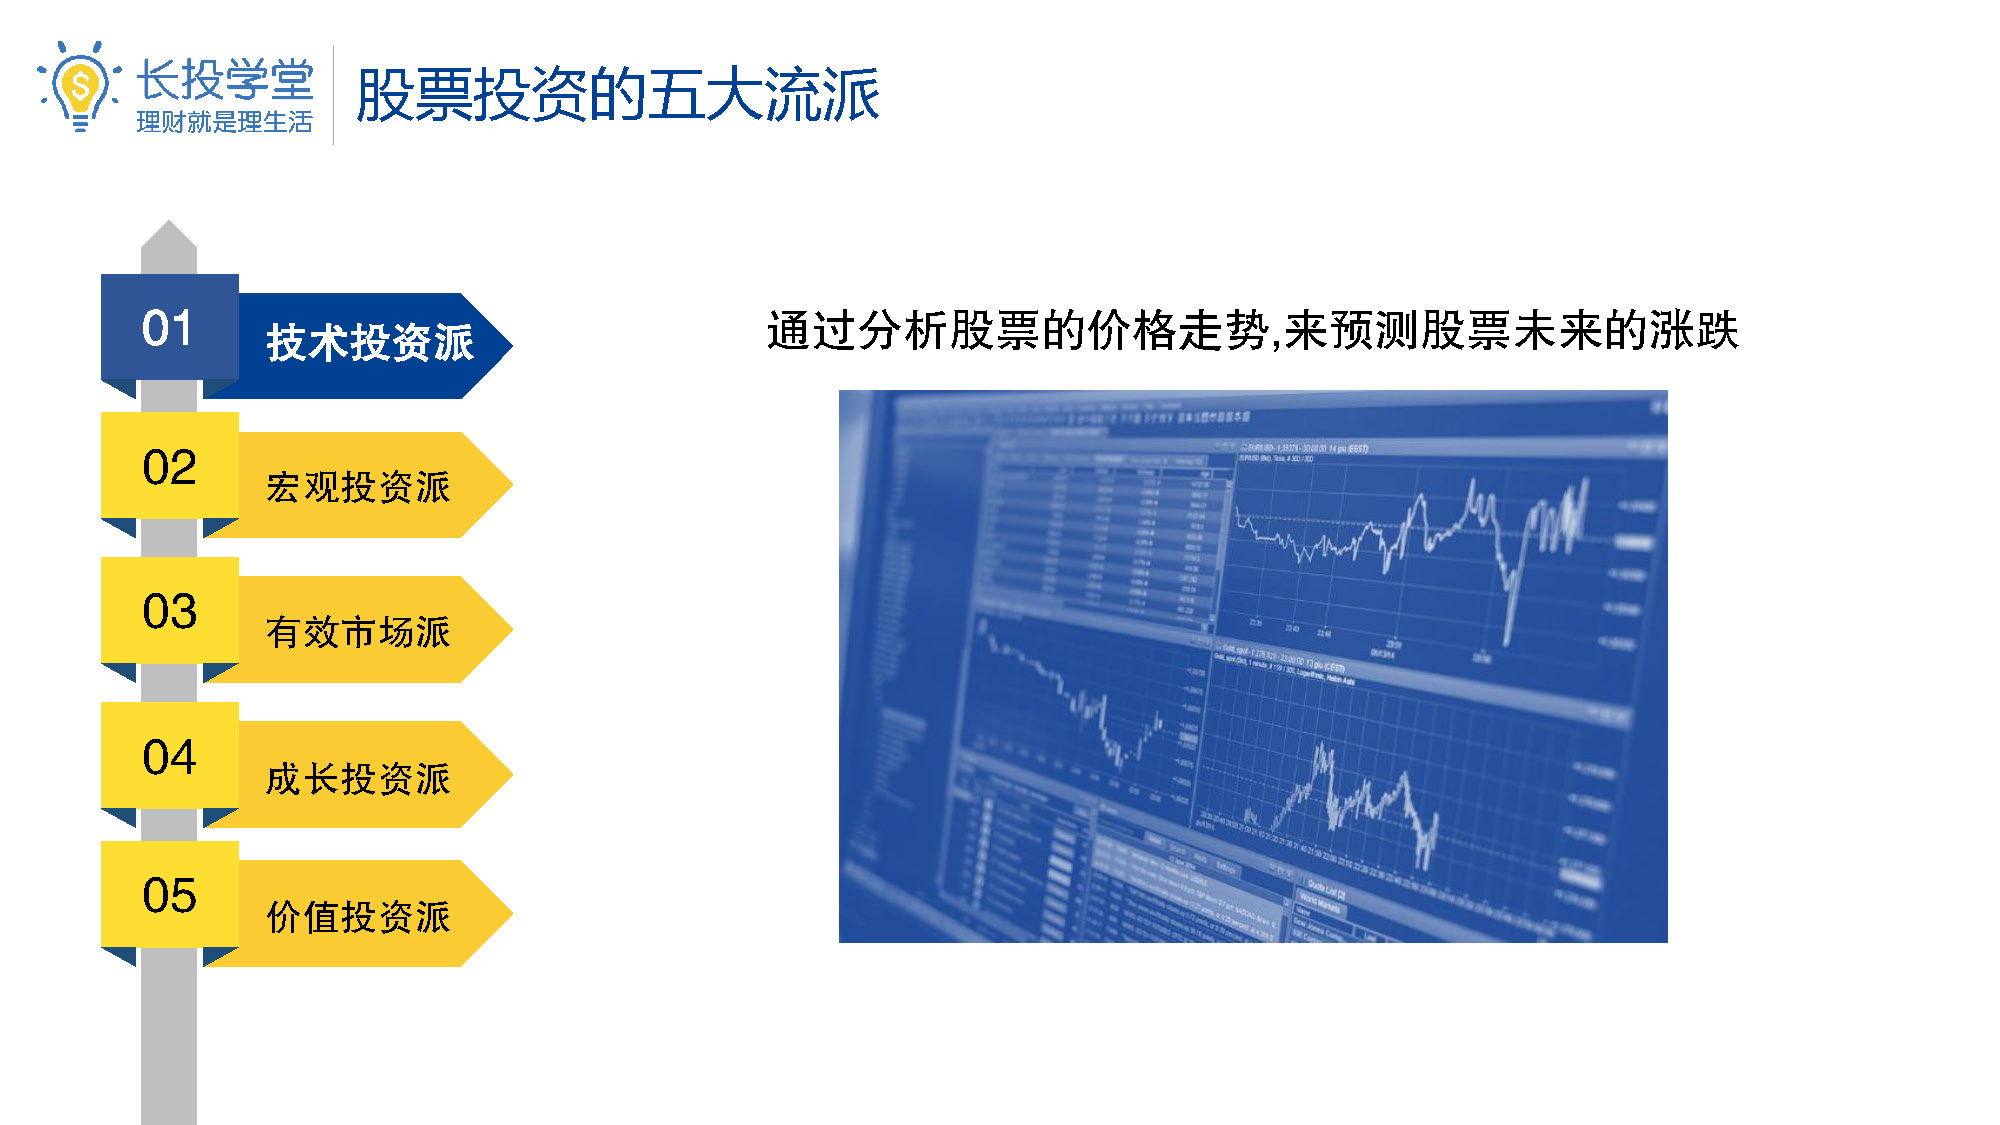 长投学堂
理财就是理生活
股票投资的五大流派
01
技术投资派
02
宏观投资派
03
有效市场派
04
成长投资派
05
价值投资派
通过分析股票的价格走势,来预测股票未来的涨跌